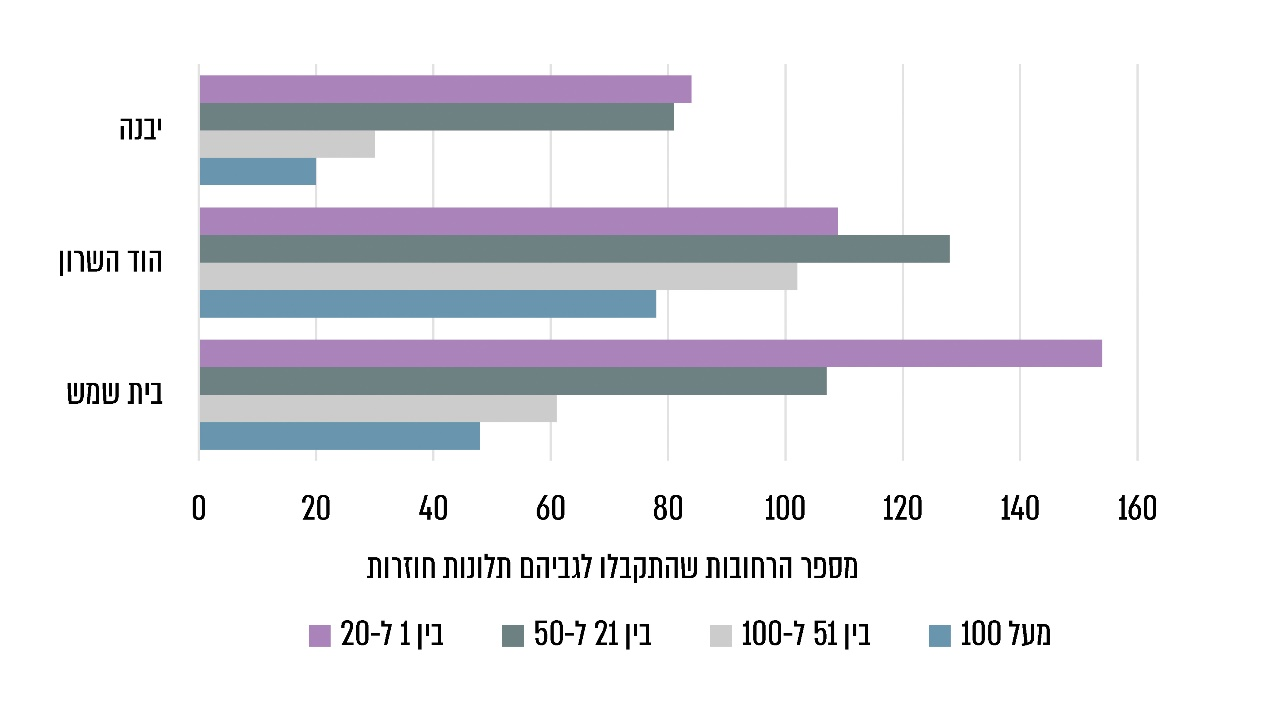 יבנה
הוד השרון
בית שמש
0 20 40 60 80 100 120 140 160
מספר הרחובות שהתקבלו לגביהם תלונות חוזרות
בין 1 ל-20 בין 21 ל-50 בין 51 ל-100 מעל 100